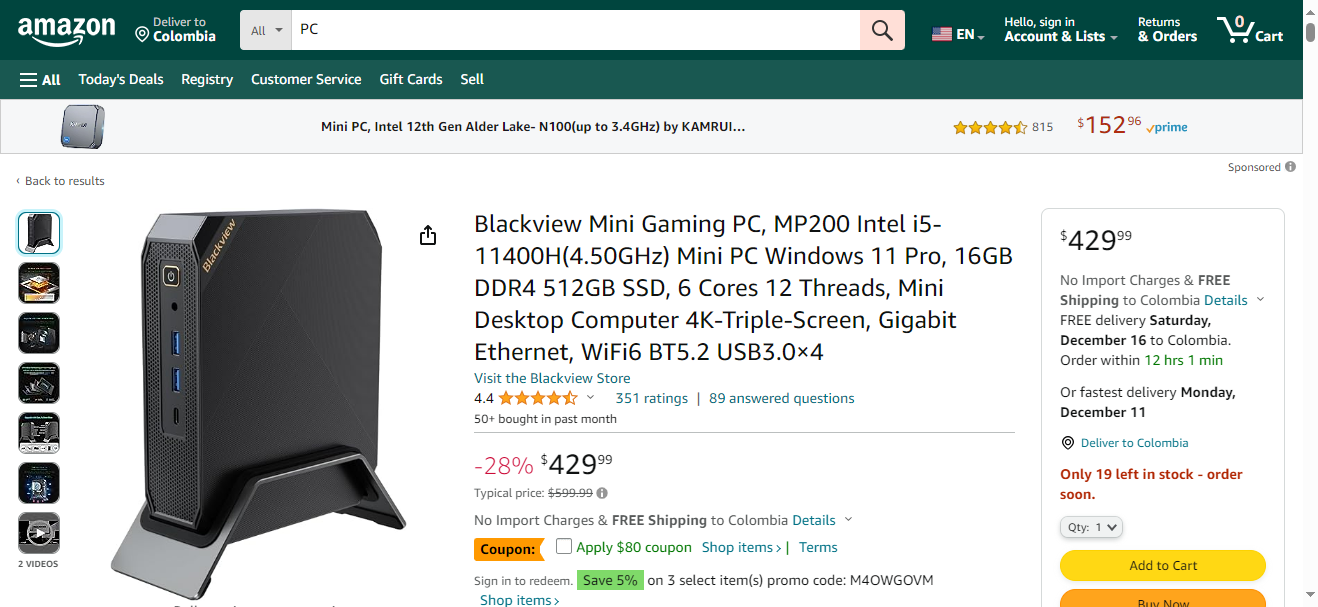 amazon
Deliver to
Colombia
All
PC
EN
Hello, sign in
Account & Lists
Returns
& Orders
0
Cart
All
Today's Deals
Registry
Customer Service
Gift Cards
Sell
Mini PC, Intel 12th Gen Alder Lake- N100(up to 3.4GHz) by KAMRUI...
815
$152 96
prime
Sponsored
‹ Back to results
Blackview
2 VIDEOS
Blackview Mini Gaming PC, MP200 Intel i5-
11400H(4.50GHz) Mini PC Windows 11 Pro, 16GB
DDR4 512GB SSD, 6 Cores 12 Threads, Mini
Desktop Computer 4K-Triple-Screen, Gigabit
Ethernet, WiFi6 BT5.2 USB3.0×4
Visit the Blackview Store
4.4
351 ratings | 89 answered questions
50+ bought in past month
-28% $429 99
Typical price: $599.99
No Import Charges & FREE Shipping to Colombia Details
Coupon: Apply $80 coupon Shop items › | Terms
Sign in to redeem. Save 5% on 3 select item(s) promo code: M4OWGOVM
Shop items ›
$429 99
No Import Charges & FREE
Shipping to Colombia Details
FREE delivery Saturday,
December 16 to Colombia.
Order within 12 hrs 1 min
Or fastest delivery Monday,
December 11
Deliver to Colombia
Only 19 left in stock - order
soon.
Qty: 1
Add to Cart
Buy Now